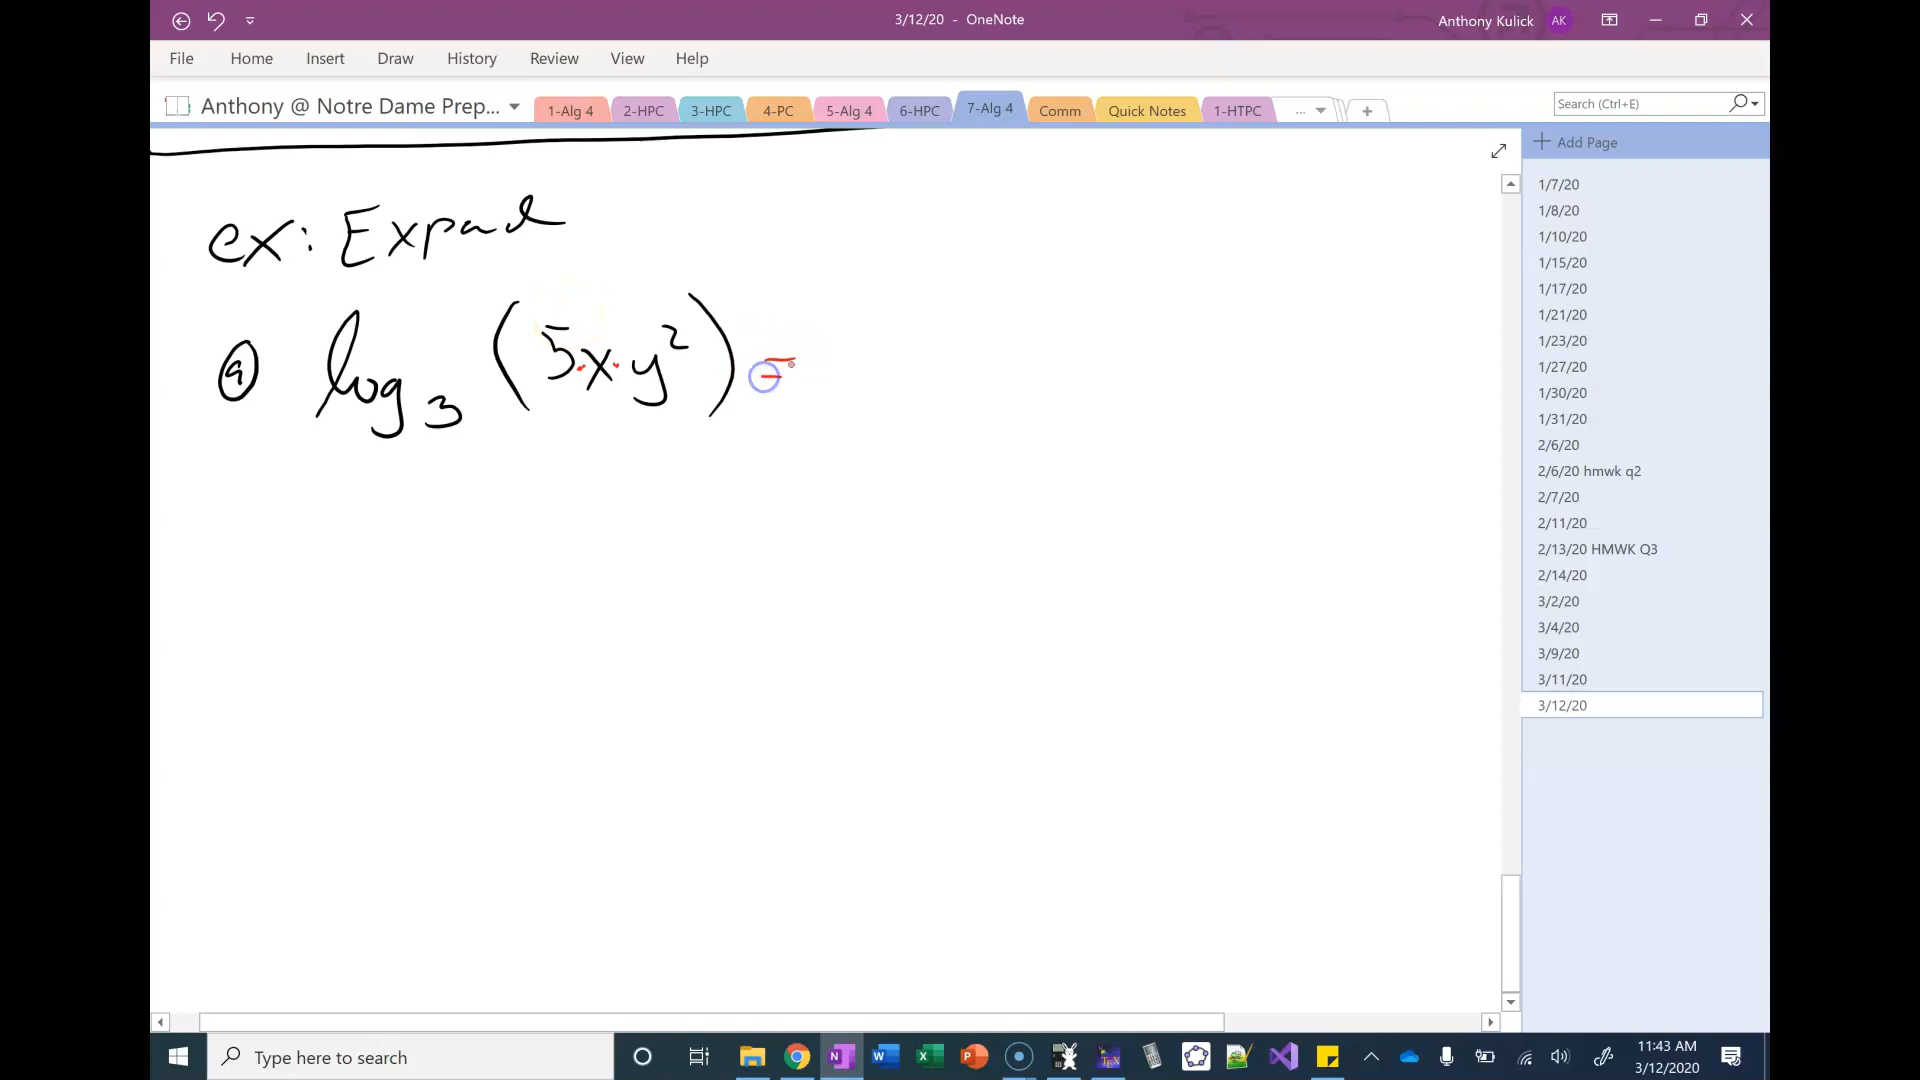 3/12/20 - OneNote
Anthony Kulick AK
File Home Insert Draw History Review View Help
Anthony @ Notre Dame Prep... 1-Alg 4 2-HPC 3-HPC 4-PC 5-Alg 4 6-HPC 7-Alg 4 Comm Quick Notes 1-HTPC ... +
Search (Ctrl+E)
+ Add Page
ex: Expand
ⓐ log₃ (5·x·y²) =
1/7/20
1/8/20
1/10/20
1/15/20
1/17/20
1/21/20
1/23/20
1/27/20
1/30/20
1/31/20
2/6/20
2/6/20 hmwk q2
2/7/20
2/11/20
2/13/20 HMWK Q3
2/14/20
3/2/20
3/4/20
3/9/20
3/11/20
3/12/20
Type here to search
11:43 AM
3/12/2020